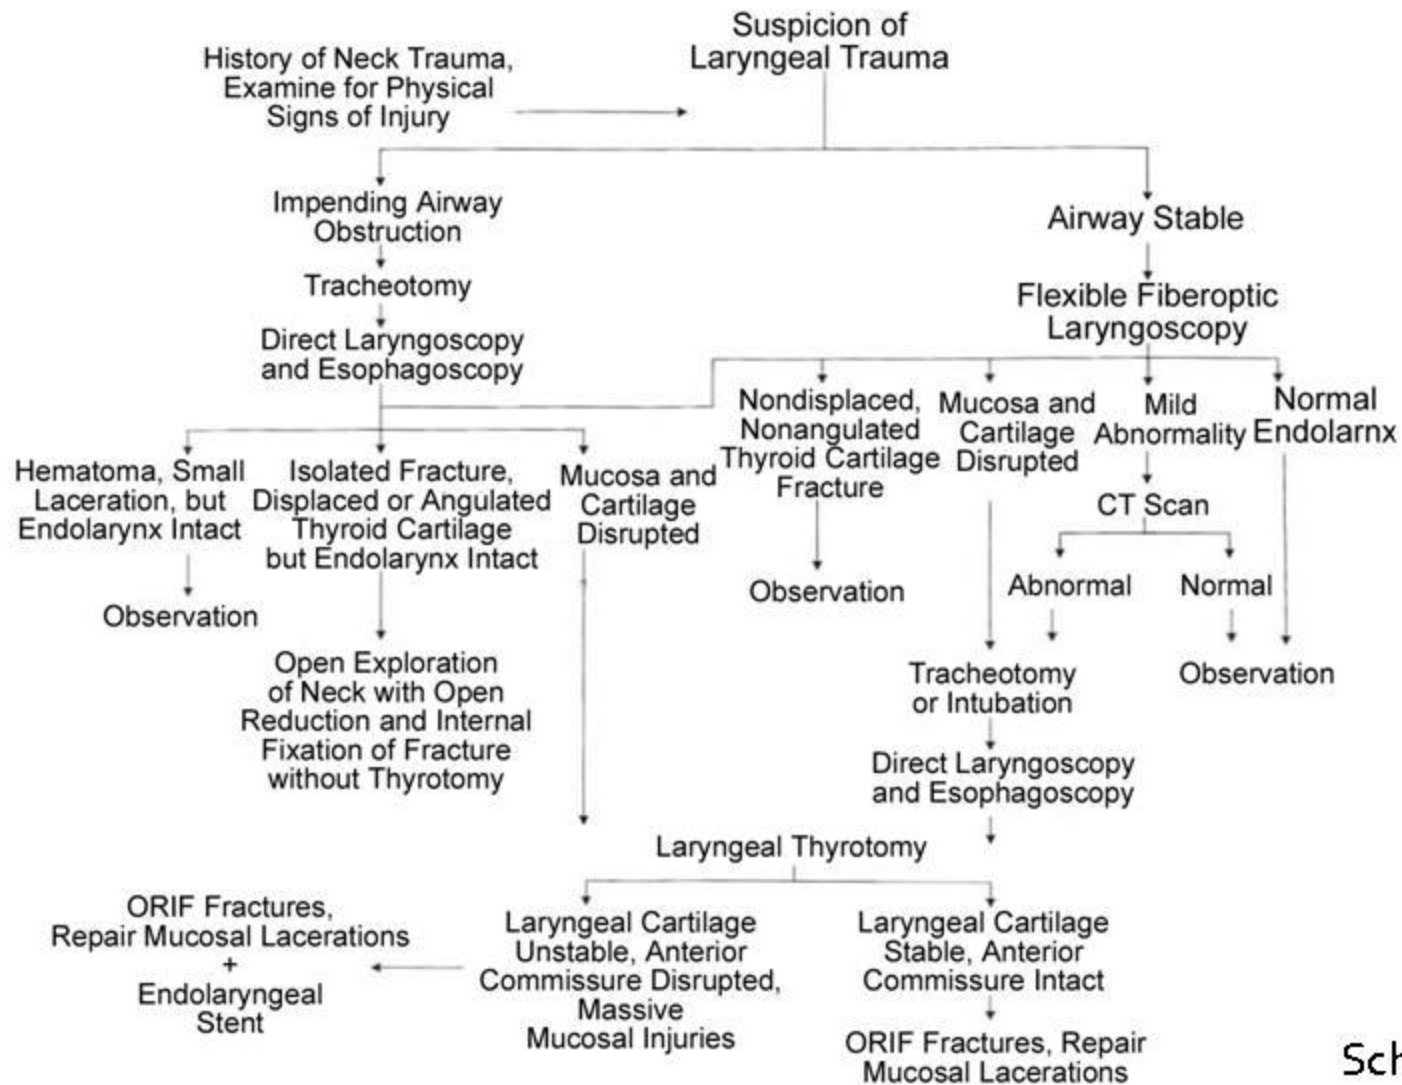 Suspicion of
Laryngeal Trauma
History of Neck Trauma,
Examine for Physical
Signs of Injury
Impending Airway
Obstruction
Tracheotomy
Direct Laryngoscopy
and Esophagoscopy
Airway Stable
Flexible Fiberoptic
Laryngoscopy
Hematoma, Small
Laceration, but
Endolarynx Intact
Observation
Isolated Fracture,
Displaced or Angulated
Thyroid Cartilage
but Endolarynx Intact
Open Exploration
of Neck with Open
Reduction and Internal
Fixation of Fracture
without Thyrotomy
Mucosa and
Cartilage
Disrupted
Nondisplaced,
Nonangulated
Thyroid Cartilage
Fracture
Observation
Mucosa and
Cartilage
Disrupted
Mild
Abnormality
Normal
Endolarnx
CT Scan
Abnormal
Normal
Tracheotomy
or Intubation
Observation
Direct Laryngoscopy
and Esophagoscopy
Laryngeal Thyrotomy
Laryngeal Cartilage
Unstable, Anterior
Commissure Disrupted,
Massive
Mucosal Injuries
ORIF Fractures,
Repair Mucosal Lacerations
+
Endolaryngeal
Stent
Laryngeal Cartilage
Stable, Anterior
Commissure Intact
ORIF Fractures, Repair
Mucosal Lacerations
Sch